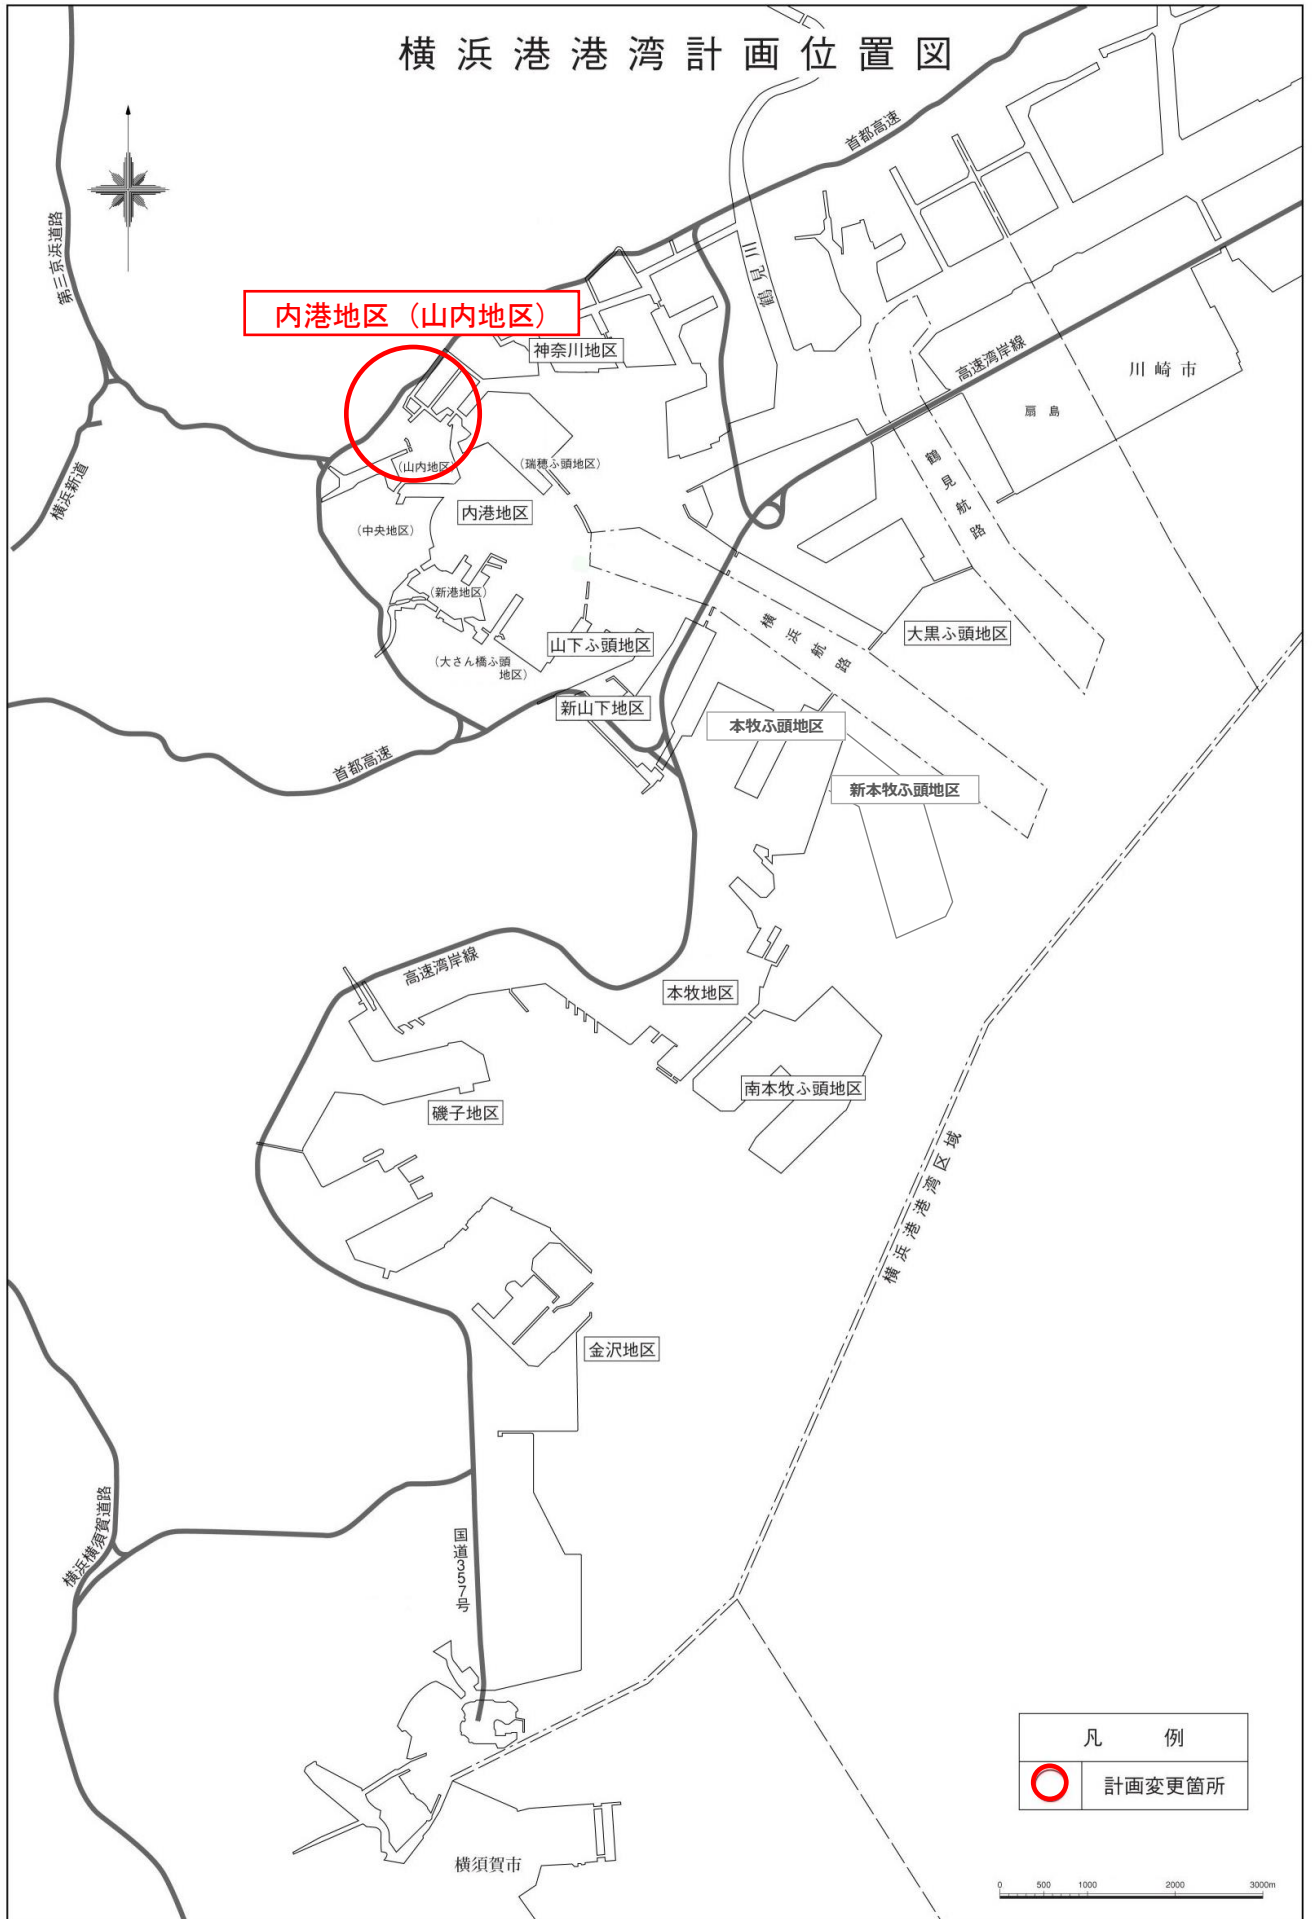 横浜港港湾計画位置図
首都高速
第三京浜道路
鶴見川
内港地区（山内地区）
神奈川地区
高速湾岸線
川崎市
扇島
（山内地区）
（瑞穂ふ頭地区）
鶴見航路
横浜新道
内港地区
（中央地区）
（新港地区）
横浜航路
大黒ふ頭地区
山下ふ頭地区
（大さん橋ふ頭
地区）
新山下地区
本牧ふ頭地区
首都高速
新本牧ふ頭地区
高速湾岸線
本牧地区
南本牧ふ頭地区
磯子地区
横浜港港湾区域
金沢地区
横浜横須賀道路
国道357号
凡例
計画変更箇所
横須賀市
0 500 1000 2000 3000m